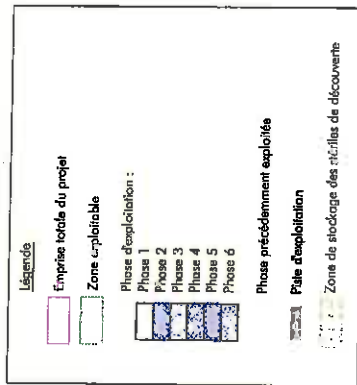 Légende
Emprise totale du projet
Zone exploitable
Phase d'exploitation :
Phase 1
Phase 2
Phase 3
Phase 4
Phase 5
Phase 6
Phase précédemment exploitée
Piste d'exploitation
Zone de stockage des stériles de découverte